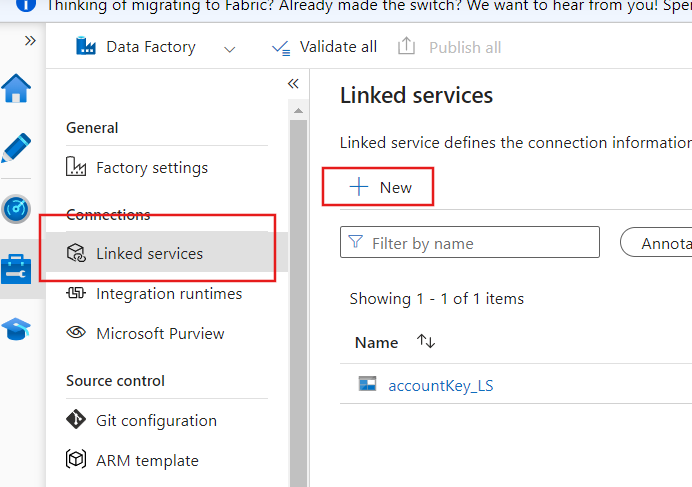 Thinking of migrating to Fabric? Already made the switch? We want to hear from you!
Data Factory
Validate all
Publish all
General
Factory settings
Connections
Linked services
Integration runtimes
Microsoft Purview
Source control
Git configuration
ARM template
Linked services
Linked service defines the connection information
New
Filter by name
Showing 1 - 1 of 1 items
Name
accountKey_LS